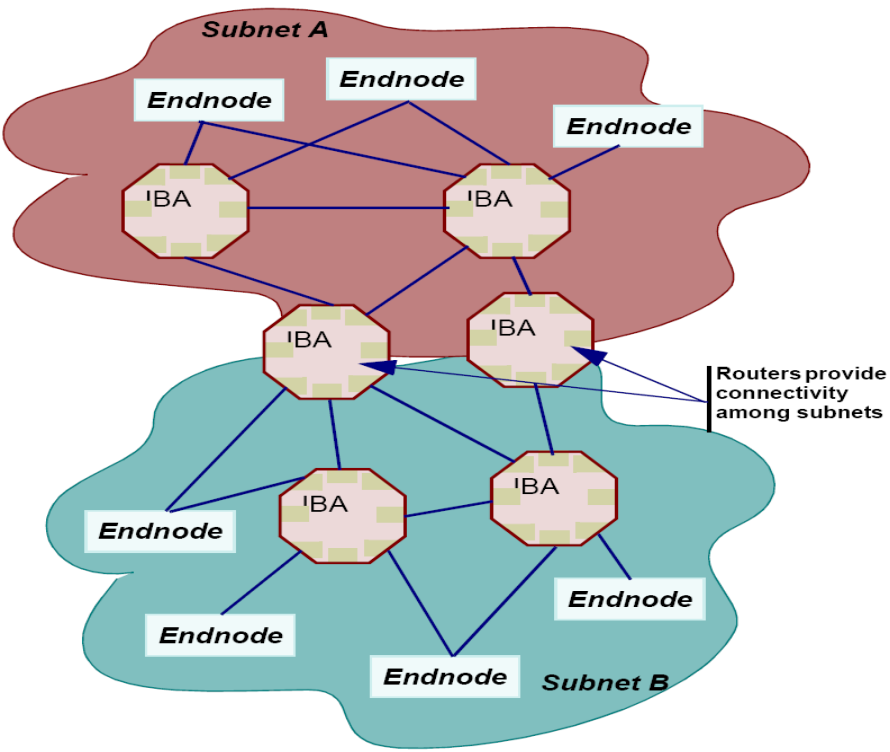 Subnet A
Endnode
Endnode
Endnode
IBA
IBA
IBA
IBA
Routers provide
connectivity
among subnets
IBA
IBA
Endnode
Endnode
Endnode
Endnode
Subnet B